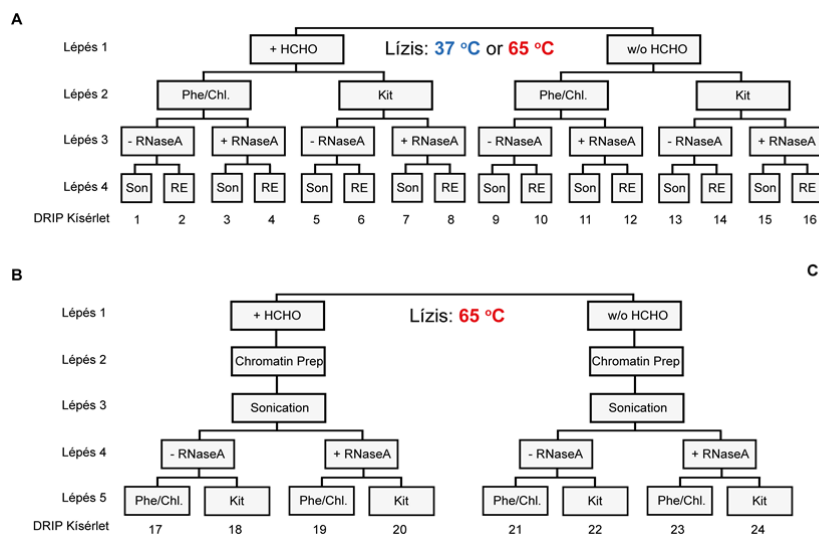 A
Lépés 1 + HCHO Lízis: 37 °C or 65 °C w/o HCHO
Lépés 2 Phe/Chl. Kit Phe/Chl. Kit
Lépés 3 - RNaseA + RNaseA - RNaseA + RNaseA - RNaseA + RNaseA - RNaseA + RNaseA
Lépés 4 Son RE Son RE Son RE Son RE Son RE Son RE Son RE Son RE
DRIP Kísérlet 1 2 3 4 5 6 7 8 9 10 11 12 13 14 15 16
B C
Lépés 1 + HCHO Lízis: 65 °C w/o HCHO
Lépés 2 Chromatin Prep Chromatin Prep
Lépés 3 Sonication Sonication
Lépés 4 - RNaseA + RNaseA - RNaseA + RNaseA
Lépés 5 Phe/Chl. Kit Phe/Chl. Kit Phe/Chl. Kit Phe/Chl. Kit
DRIP Kísérlet 17 18 19 20 21 22 23 24